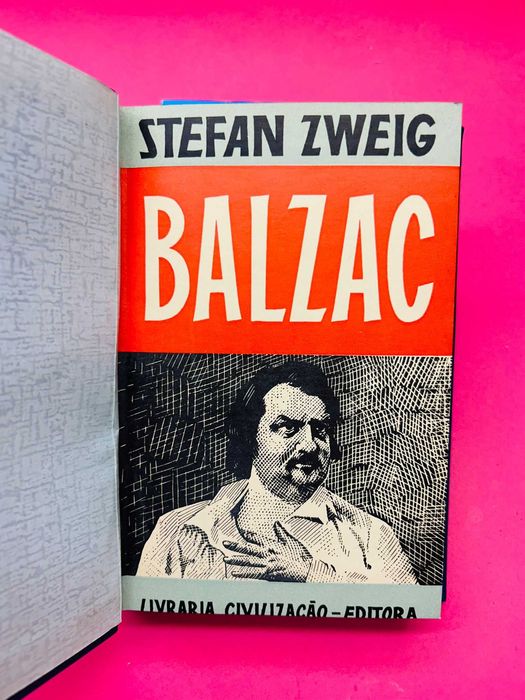 STEFAN ZWEIG
BALZAC
LIVRARIA CIVILIZAÇÃO-EDITORA